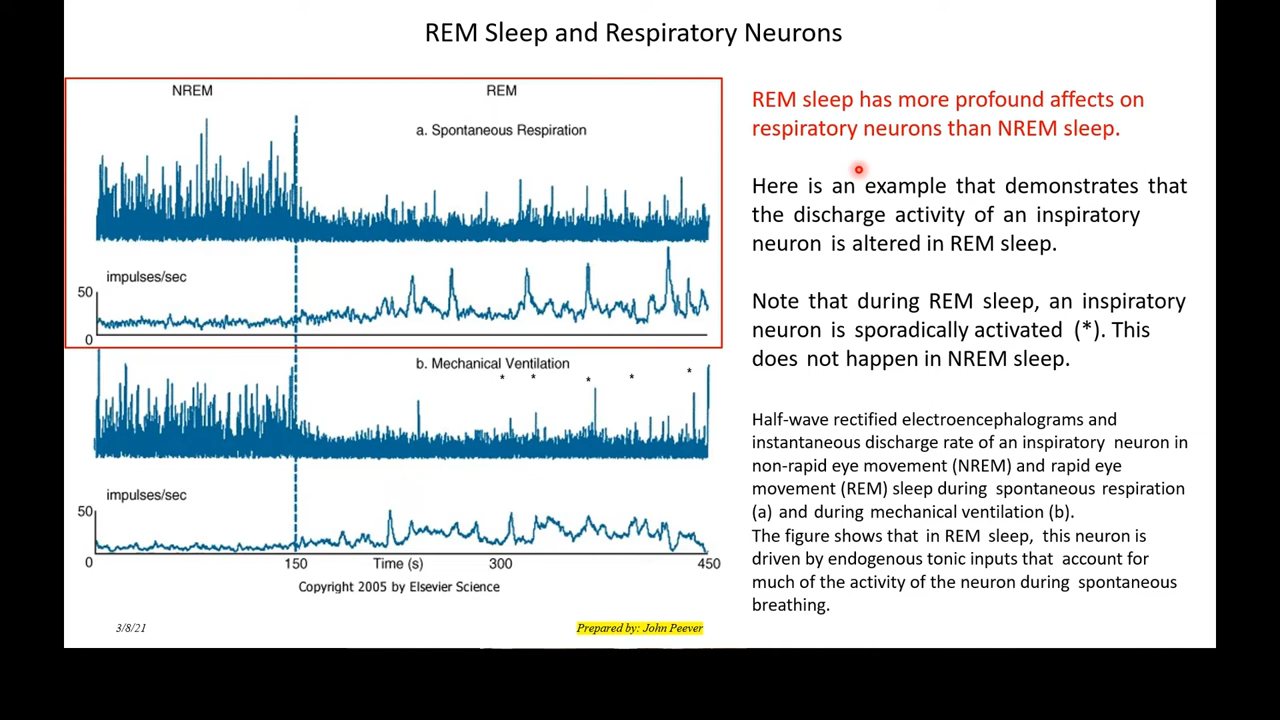 REM Sleep and Respiratory Neurons
NREM
REM
a. Spontaneous Respiration
impulses/sec
50
0
b. Mechanical Ventilation
* * * * *
impulses/sec
50
0 150 Time (s) 300 450
Copyright 2005 by Elsevier Science
3/8/21
Prepared by: John Peever
REM sleep has more profound affects on
respiratory neurons than NREM sleep.
Here is an example that demonstrates that
the discharge activity of an inspiratory
neuron is altered in REM sleep.
Note that during REM sleep, an inspiratory
neuron is sporadically activated (*). This
does not happen in NREM sleep.
Half-wave rectified electroencephalograms and
instantaneous discharge rate of an inspiratory neuron in
non-rapid eye movement (NREM) and rapid eye
movement (REM) sleep during spontaneous respiration
(a) and during mechanical ventilation (b).
The figure shows that in REM sleep, this neuron is
driven by endogenous tonic inputs that account for
much of the activity of the neuron during spontaneous
breathing.